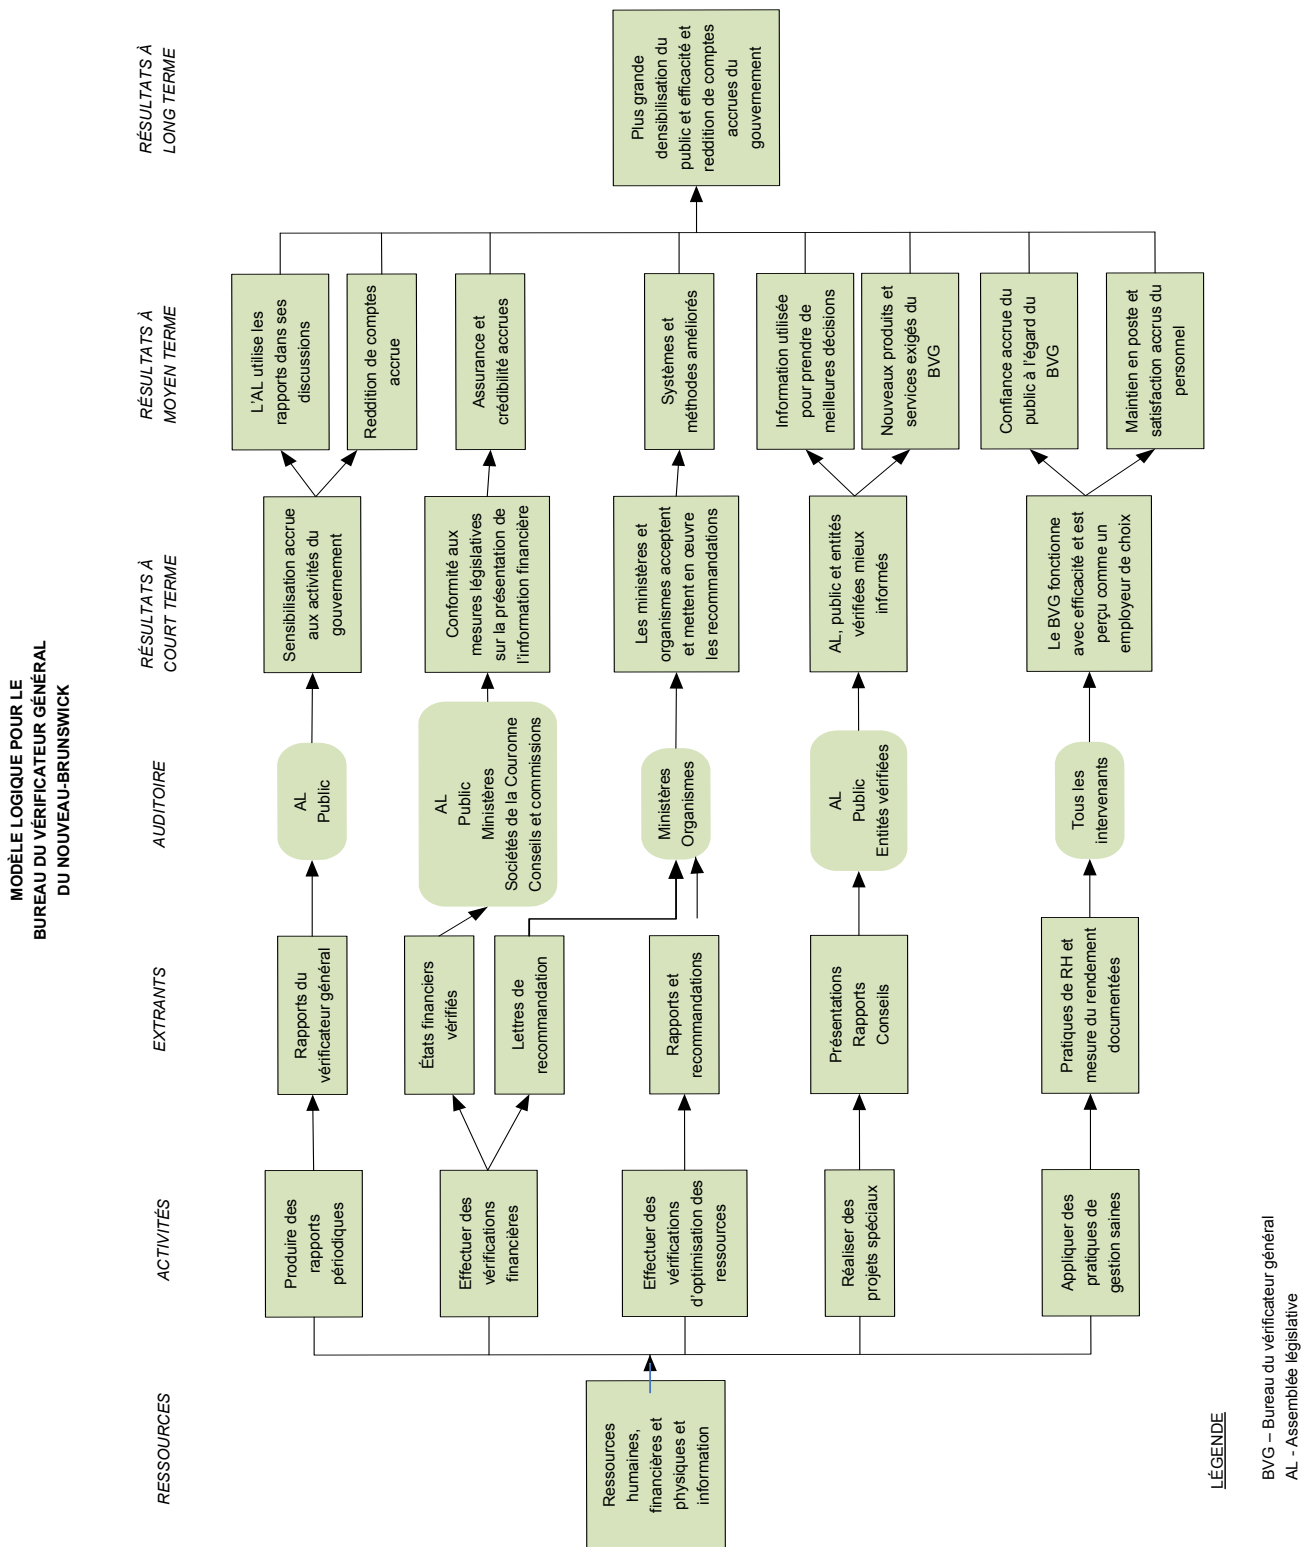 MODÈLE LOGIQUE POUR LE
BUREAU DU VÉRIFICATEUR GÉNÉRAL
DU NOUVEAU-BRUNSWICK
RESSOURCES
ACTIVITÉS
EXTRANTS
AUDITOIRE
RÉSULTATS À
COURT TERME
RÉSULTATS À
MOYEN TERME
RÉSULTATS À
LONG TERME
Ressources
humaines,
financières et
physiques et
information
Produire des
rapports
périodiques
Rapports du
vérificateur général
AL
Public
Sensibilisation accrue
aux activités du
gouvernement
L'AL utilise les
rapports dans ses
discussions
Reddition de comptes
accrue
Effectuer des
vérifications
financières
États financiers
vérifiés
Lettres de
recommandation
AL
Public
Ministères
Sociétés de la Couronne
Conseils et commissions
Conformité aux
mesures législatives
sur la présentation de
l'information financière
Assurance et
crédibilité accrues
Effectuer des
vérifications
d'optimisation des
ressources
Rapports et
recommandations
Ministères
Organismes
Les ministères et
organismes acceptent
et mettent en œuvre
les recommandations
Systèmes et
méthodes améliorés
Réaliser des
projets spéciaux
Présentations
Rapports
Conseils
AL
Public
Entités vérifiées
AL, public et entités
vérifiées mieux
informés
Information utilisée
pour prendre de
meilleures décisions
Nouveaux produits et
services exigés du
BVG
Appliquer des
pratiques de
gestion saines
Pratiques de RH et
mesure du rendement
documentées
Tous les
intervenants
Le BVG fonctionne
avec efficacité et est
perçu comme un
employeur de choix
Confiance accrue du
public à l'égard du
BVG
Maintien en poste et
satisfaction accrus du
personnel
Plus grande
densibilisation du
public et efficacité et
reddition de comptes
accrues du
gouvernement
LÉGENDE
BVG – Bureau du vérificateur général
AL - Assemblée législative